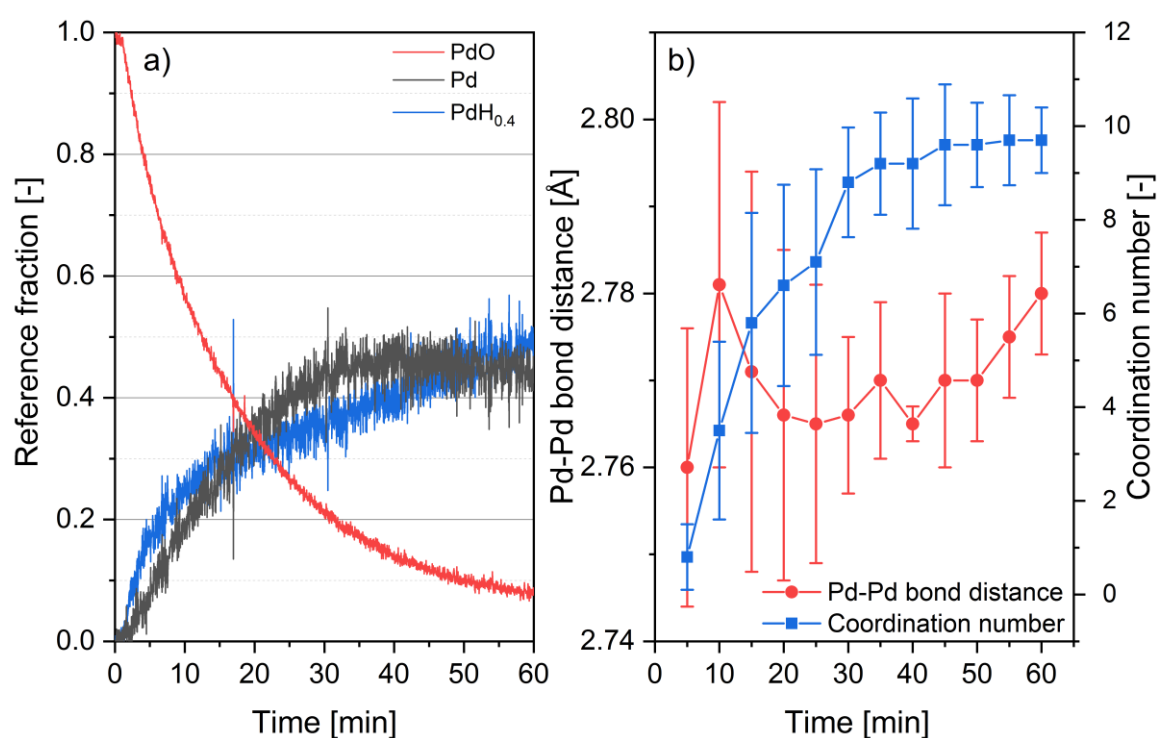 a)
PdO
Pd
PdH0.4
1.0
0.8
0.6
0.4
0.2
0.0
Reference fraction [-]
0 10 20 30 40 50 60
Time [min]
b)
2.80
2.78
2.76
2.74
Pd-Pd bond distance [Å]
12
10
8
6
4
2
0
Coordination number [-]
Pd-Pd bond distance
Coordination number
0 10 20 30 40 50 60
Time [min]